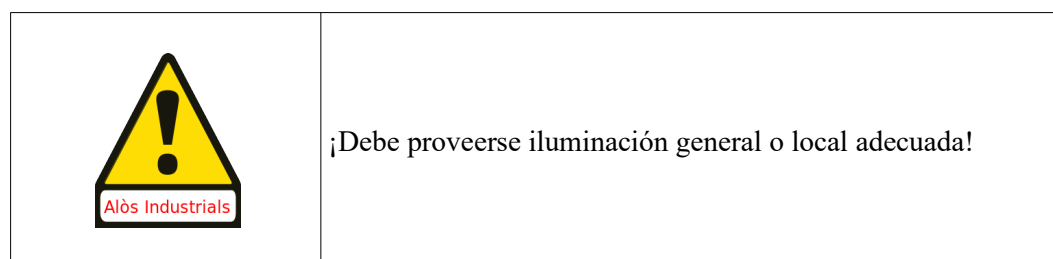 ¡Debe proveerse iluminación general o local adecuada!
Alòs Industrials